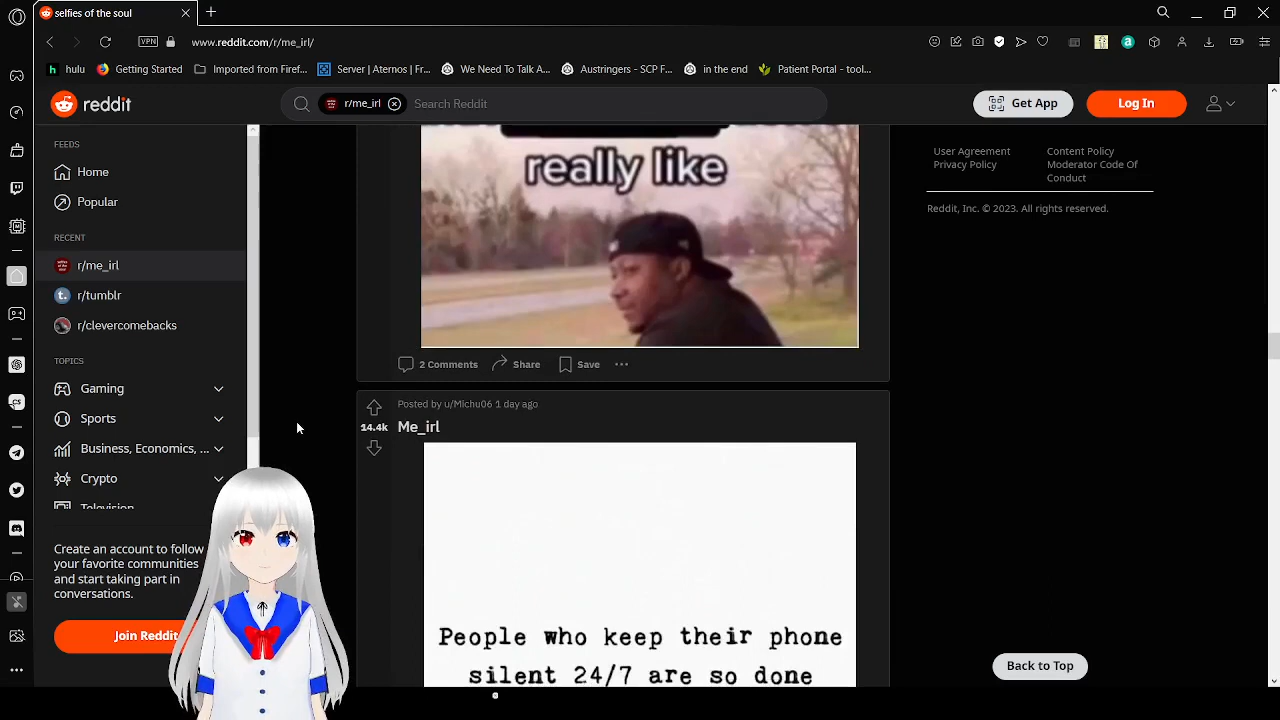 selfies of the soul
VPN
www.reddit.com/r/me_irl/
hulu
Getting Started
Imported from Firef...
Server | Aternos | Fr...
We Need To Talk A...
Austringers - SCP F...
in the end
Patient Portal - tool...
reddit
r/me_irl
Search Reddit
Get App
Log In
FEEDS
Home
Popular
RECENT
r/me_irl
r/tumblr
r/clevercomebacks
TOPICS
Gaming
Sports
Business, Economics, ...
Crypto
Television
Create an account to follow
your favorite communities
and start taking part in
conversations.
Join Reddit
really like
2 Comments
Share
Save
Posted by u/Michu06 1 day ago
14.4k
Me_irl
People who keep their phone
silent 24/7 are so done
User Agreement
Privacy Policy
Content Policy
Moderator Code Of
Conduct
Reddit, Inc. © 2023. All rights reserved.
Back to Top